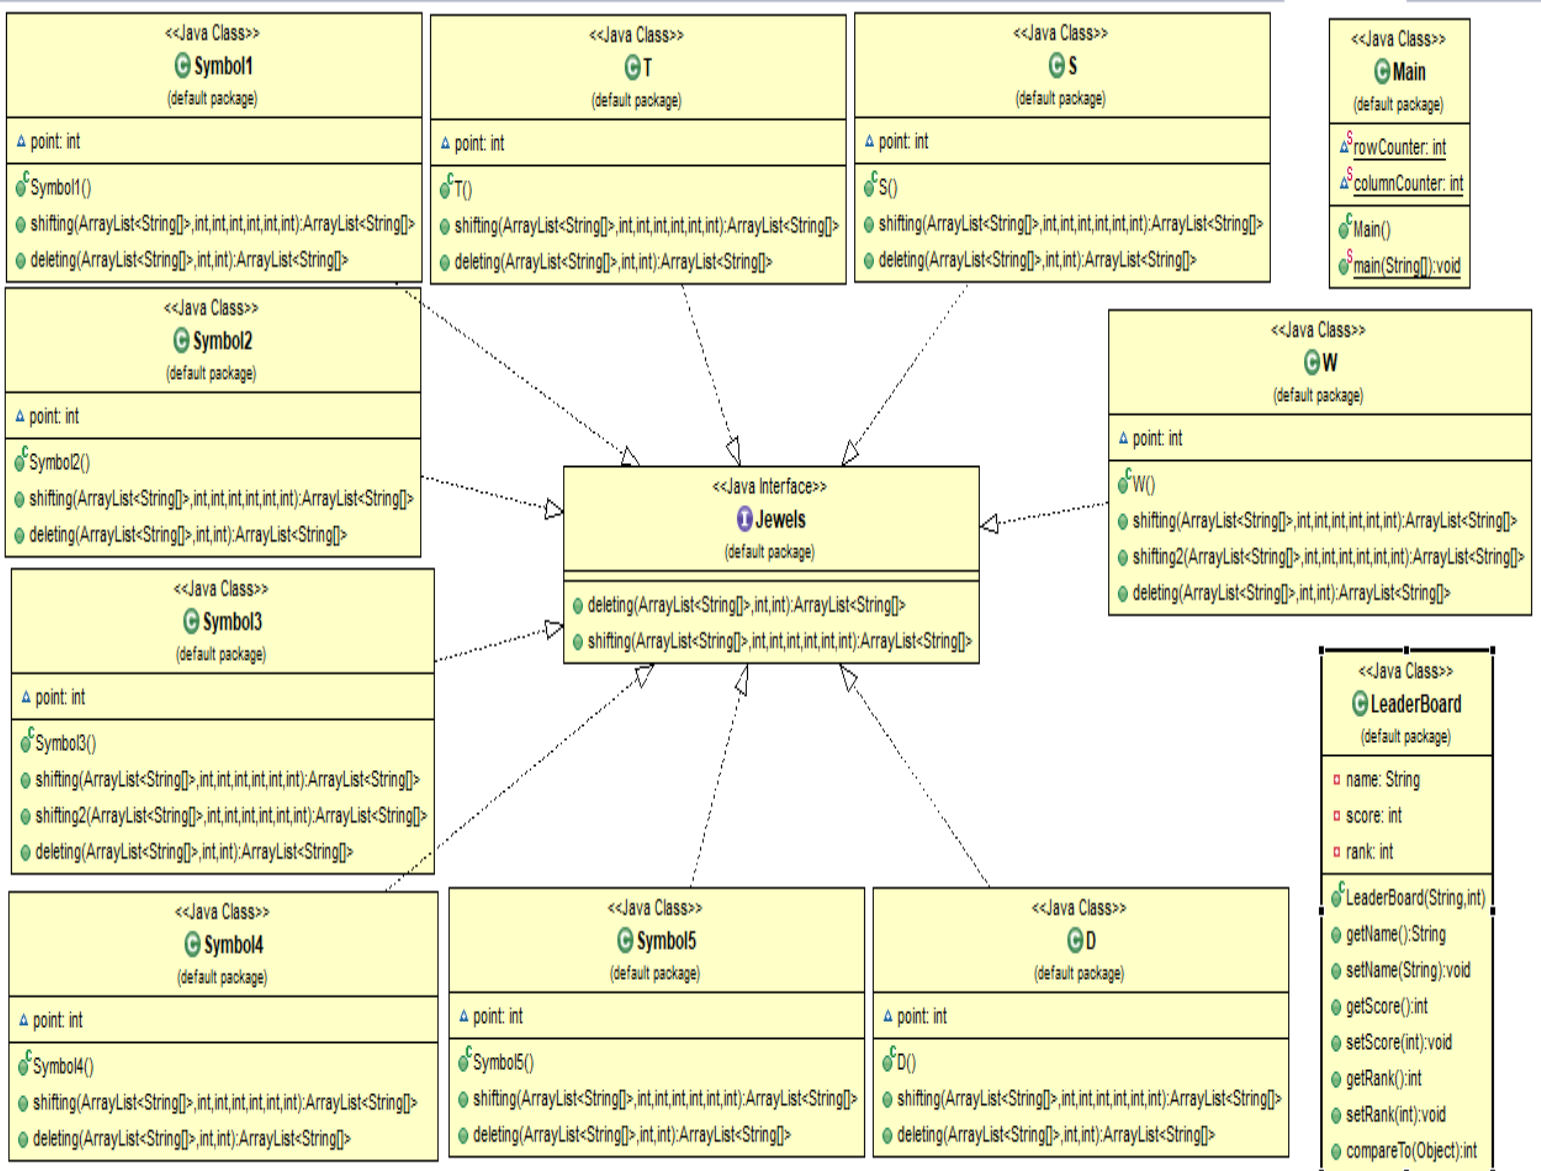 <<Java Class>>
Symbol1
(default package)
point: int
Symbol1()
shifting(ArrayList<String[]>,int,int,int,int,int,int):ArrayList<String[]>
deleting(ArrayList<String[]>,int,int):ArrayList<String[]>
<<Java Class>>
T
(default package)
point: int
T()
shifting(ArrayList<String[]>,int,int,int,int,int,int):ArrayList<String[]>
deleting(ArrayList<String[]>,int,int):ArrayList<String[]>
<<Java Class>>
S
(default package)
point: int
S()
shifting(ArrayList<String[]>,int,int,int,int,int,int):ArrayList<String[]>
deleting(ArrayList<String[]>,int,int):ArrayList<String[]>
<<Java Class>>
Main
(default package)
rowCounter: int
columnCounter: int
Main()
main(String[]):void
<<Java Class>>
Symbol2
(default package)
point: int
Symbol2()
shifting(ArrayList<String[]>,int,int,int,int,int,int):ArrayList<String[]>
deleting(ArrayList<String[]>,int,int):ArrayList<String[]>
<<Java Interface>>
Jewels
(default package)
deleting(ArrayList<String[]>,int,int):ArrayList<String[]>
shifting(ArrayList<String[]>,int,int,int,int,int,int):ArrayList<String[]>
<<Java Class>>
W
(default package)
point: int
W()
shifting(ArrayList<String[]>,int,int,int,int,int,int):ArrayList<String[]>
shifting2(ArrayList<String[]>,int,int,int,int,int,int):ArrayList<String[]>
deleting(ArrayList<String[]>,int,int):ArrayList<String[]>
<<Java Class>>
Symbol3
(default package)
point: int
Symbol3()
shifting(ArrayList<String[]>,int,int,int,int,int,int):ArrayList<String[]>
shifting2(ArrayList<String[]>,int,int,int,int,int,int):ArrayList<String[]>
deleting(ArrayList<String[]>,int,int):ArrayList<String[]>
<<Java Class>>
LeaderBoard
(default package)
name: String
score: int
rank: int
LeaderBoard(String,int)
getName():String
setName(String):void
getScore():int
setScore(int):void
getRank():int
setRank(int):void
compareTo(Object):int
<<Java Class>>
Symbol4
(default package)
point: int
Symbol4()
shifting(ArrayList<String[]>,int,int,int,int,int,int):ArrayList<String[]>
deleting(ArrayList<String[]>,int,int):ArrayList<String[]>
<<Java Class>>
Symbol5
(default package)
point: int
Symbol5()
shifting(ArrayList<String[]>,int,int,int,int,int,int):ArrayList<String[]>
deleting(ArrayList<String[]>,int,int):ArrayList<String[]>
<<Java Class>>
D
(default package)
point: int
D()
shifting(ArrayList<String[]>,int,int,int,int,int,int):ArrayList<String[]>
deleting(ArrayList<String[]>,int,int):ArrayList<String[]>